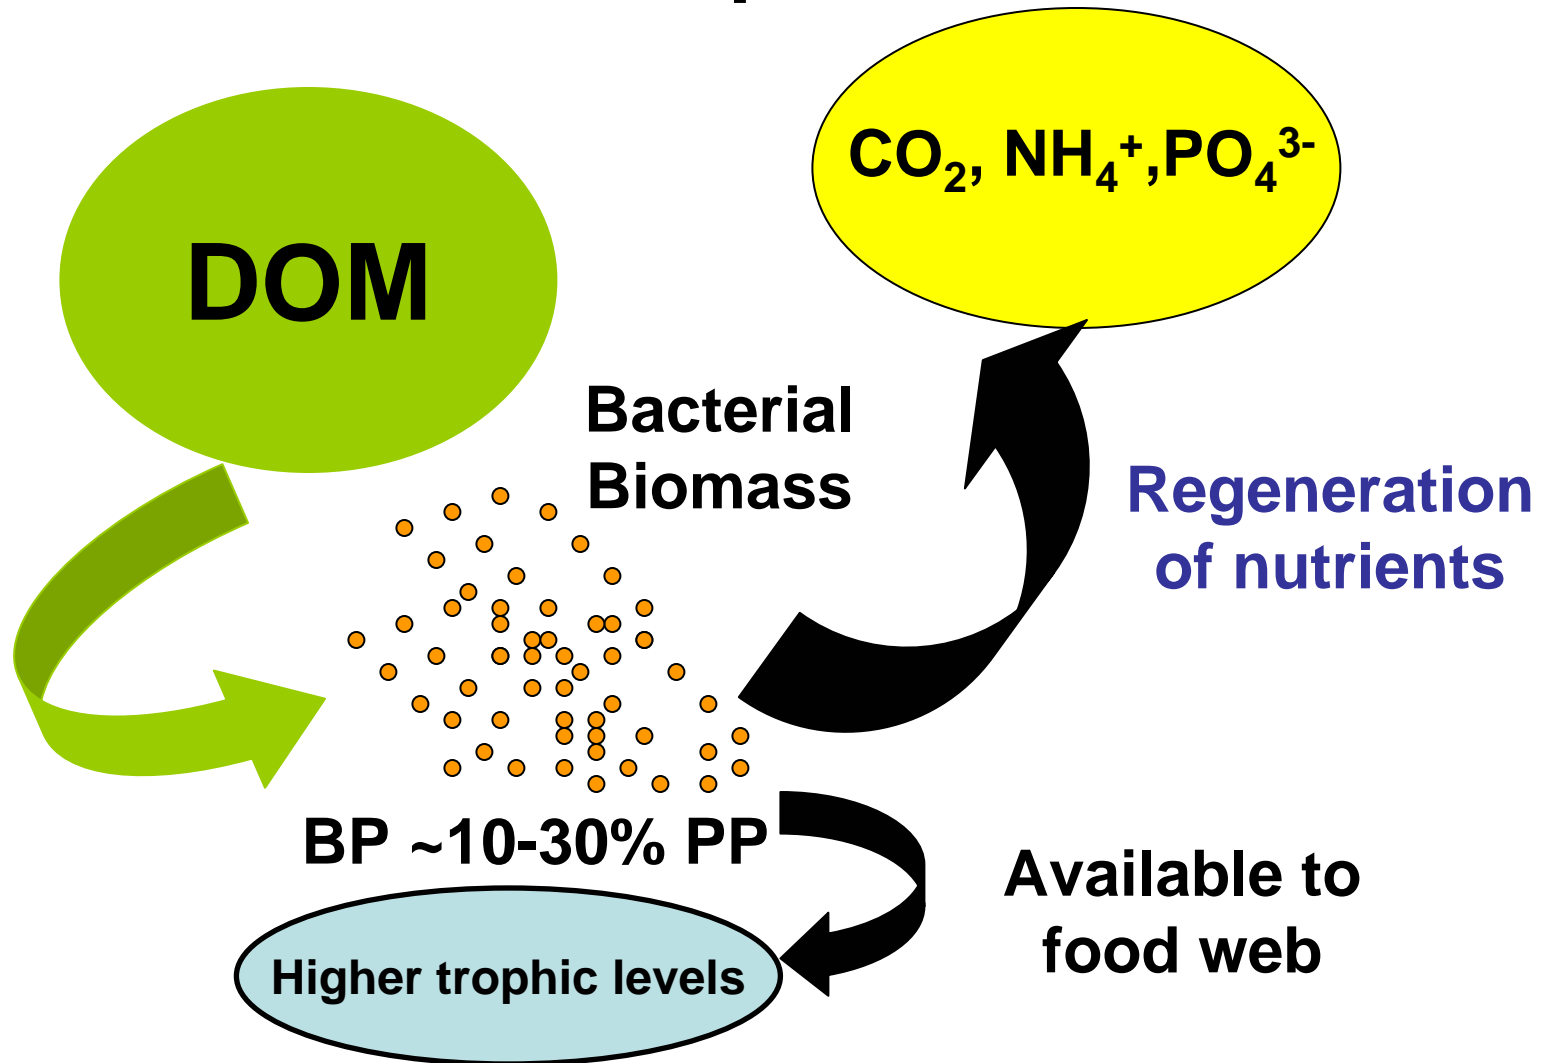 DOM
CO₂, NH₄⁺,PO₄³⁻
Bacterial
Biomass
Regeneration
of nutrients
BP ~10-30% PP
Available to
food web
Higher trophic levels